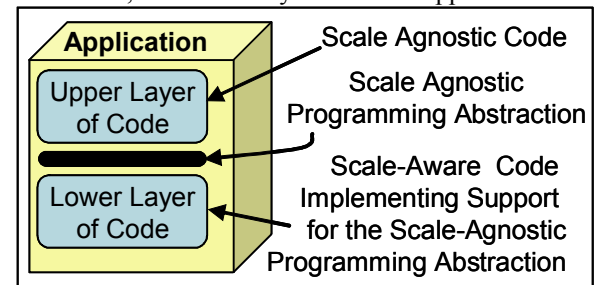 Application
Upper Layer
of Code
Lower Layer
of Code
Scale Agnostic Code
Scale Agnostic
Programming Abstraction
Scale-Aware Code
Implementing Support
for the Scale-Agnostic
Programming Abstraction